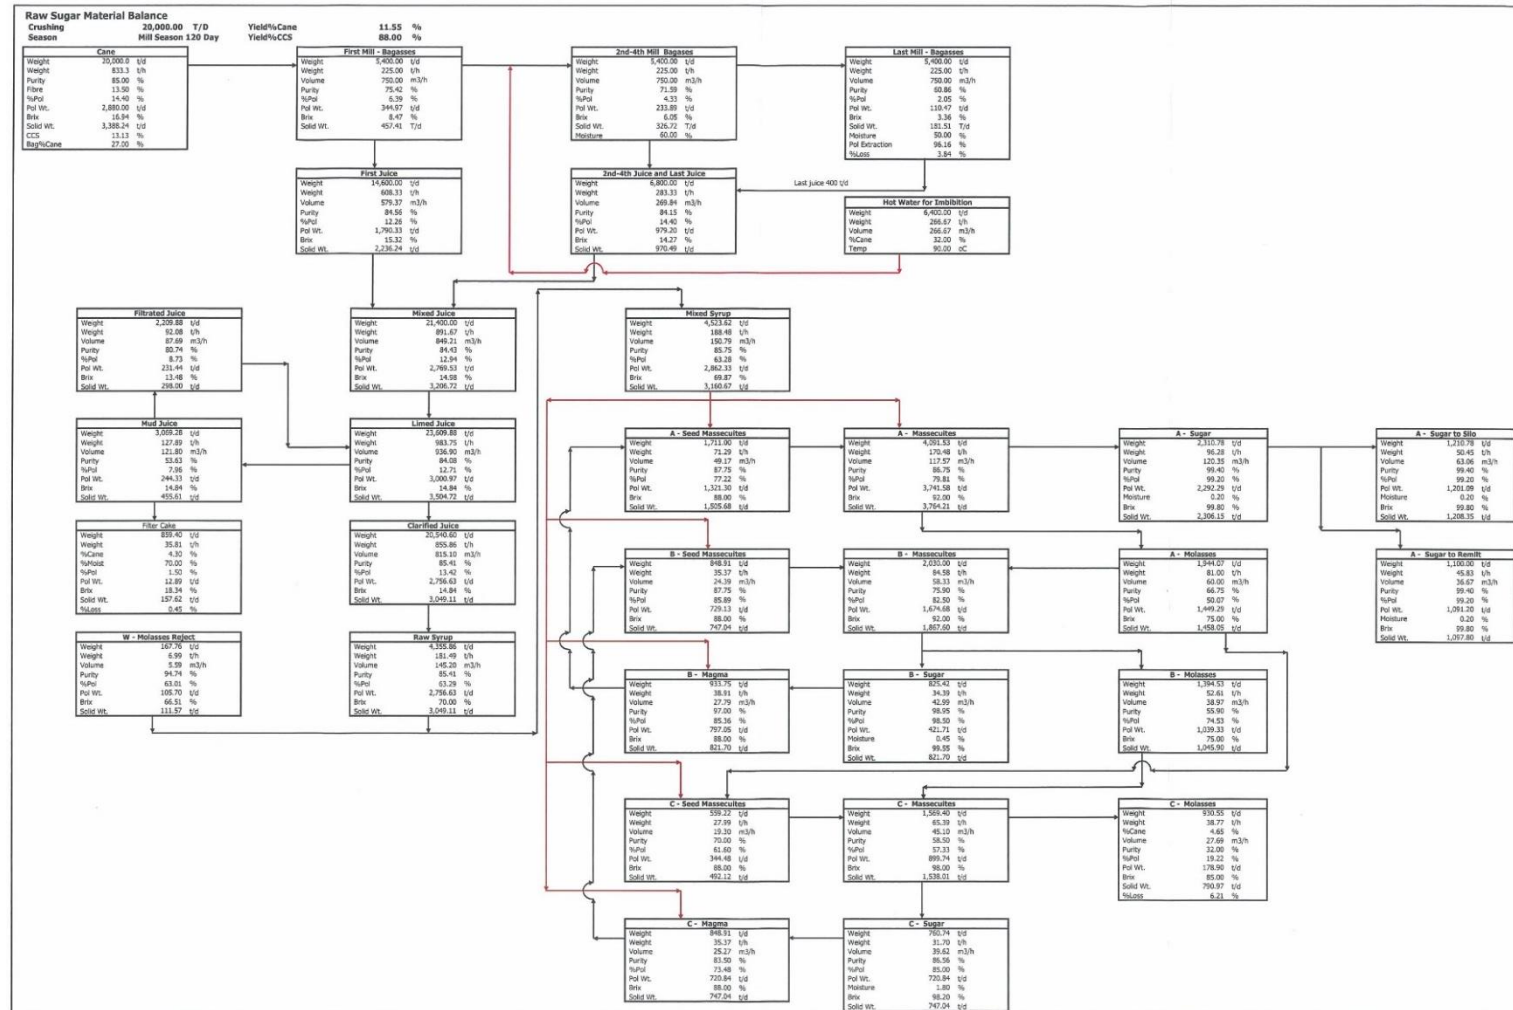 Raw Sugar Material Balance
Crushing 20,000.00 T/D Yield%Cane 11.55 %
Season Mill Season 120 Day Yield%CCS 88.00 %
Cane
Weight 20,000.0 t/d
Weight 833.3 t/h
Purity 85.00 %
Fibre 13.50 %
%Pol 14.40 %
Pol Wt. 2,880.00 t/d
Brix 16.94 %
Solid Wt. 3,388.24 t/d
CCS 13.13 %
Bag%Cane 27.00 %
First Mill - Bagasses
Weight 5,400.00 t/d
Weight 225.00 t/h
Volume 750.00 m3/h
Purity 75.42 %
%Pol 6.39 %
Pol Wt. 344.97 t/d
Brix 8.47 %
Solid Wt. 457.41 T/d
2nd-4th Mill Bagases
Weight 5,400.00 t/d
Weight 225.00 t/h
Volume 750.00 m3/h
Purity 71.59 %
%Pol 4.33 %
Pol Wt. 233.89 t/d
Brix 6.05 %
Solid Wt. 326.72 T/d
Moisture 60.00 %
Last Mill - Bagasses
Weight 5,400.00 t/d
Weight 225.00 t/h
Volume 750.00 m3/h
Purity 60.86 %
%Pol 2.05 %
Pol Wt. 110.47 t/d
Brix 3.36 %
Solid Wt. 181.51 T/d
Moisture 50.00 %
Pol Extraction 96.16 %
%Loss 3.84 %
First Juice
Weight 14,600.00 t/d
Weight 608.33 t/h
Volume 579.37 m3/h
Purity 84.56 %
%Pol 12.26 %
Pol Wt. 1,790.33 t/d
Brix 15.32 %
Solid Wt. 2,236.24 t/d
2nd-4th Juice and Last Juice
Weight 6,800.00 t/d
Weight 283.33 t/h
Volume 269.84 m3/h
Purity 84.15 %
%Pol 14.40 %
Pol Wt. 979.20 t/d
Brix 14.27 %
Solid Wt. 970.49 t/d
Last juice 400 t/d
Hot Water for Imbibition
Weight 6,400.00 t/d
Weight 266.67 t/h
Volume 266.67 m3/h
%Cane 32.00 %
Temp 90.00 oC
Filtrated Juice
Weight 2,209.88 t/d
Weight 92.08 t/h
Volume 87.69 m3/h
Purity 80.74 %
%Pol 8.73 %
Pol Wt. 231.44 t/d
Brix 13.48 %
Solid Wt. 298.00 t/d
Mixed Juice
Weight 21,400.00 t/d
Weight 891.67 t/h
Volume 849.21 m3/h
Purity 84.43 %
%Pol 12.94 %
Pol Wt. 2,769.53 t/d
Brix 14.98 %
Solid Wt. 3,206.72 t/d
Mixed Syrup
Weight 4,523.62 t/d
Weight 188.48 t/h
Volume 150.79 m3/h
Purity 85.75 %
%Pol 63.28 %
Pol Wt. 2,862.33 t/d
Brix 69.87 %
Solid Wt. 3,160.67 t/d
Mud Juice
Weight 3,069.28 t/d
Weight 127.89 t/h
Volume 121.80 m3/h
Purity 53.63 %
%Pol 7.96 %
Pol Wt. 244.33 t/d
Brix 14.84 %
Solid Wt. 455.61 t/d
Limed Juice
Weight 23,609.88 t/d
Weight 983.75 t/h
Volume 936.90 m3/h
Purity 84.08 %
%Pol 12.71 %
Pol Wt. 3,000.97 t/d
Brix 14.84 %
Solid Wt. 3,504.72 t/d
A - Seed Massecuites
Weight 1,711.00 t/d
Weight 71.29 t/h
Volume 49.17 m3/h
Purity 87.75 %
%Pol 77.22 %
Pol Wt. 1,321.30 t/d
Brix 88.00 %
Solid Wt. 1,505.68 t/d
A - Massecuites
Weight 4,091.53 t/d
Weight 170.48 t/h
Volume 117.57 m3/h
Purity 86.75 %
%Pol 79.81 %
Pol Wt. 3,741.58 t/d
Brix 92.00 %
Solid Wt. 3,764.21 t/d
A - Sugar
Weight 2,310.78 t/d
Weight 96.28 t/h
Volume 120.35 m3/h
Purity 99.40 %
%Pol 99.20 %
Pol Wt. 2,292.29 t/d
Moisture 0.20 %
Brix 99.80 %
Solid Wt. 2,306.15 t/d
A - Sugar to Silo
Weight 1,210.78 t/d
Weight 50.45 t/h
Volume 63.06 m3/h
Purity 99.40 %
%Pol 99.20 %
Pol Wt. 1,201.09 t/d
Moisture 0.20 %
Brix 99.80 %
Solid Wt. 1,208.35 t/d
Filter Cake
Weight 859.40 t/d
Weight 35.81 t/h
%Cane 4.30 %
%Moist 70.00 %
%Pol 1.50 %
Pol Wt. 12.89 t/d
Brix 18.34 %
Solid Wt. 157.62 t/d
%Loss 0.45 %
Clarified Juice
Weight 20,540.60 t/d
Weight 855.86 t/h
Volume 815.10 m3/h
Purity 85.41 %
%Pol 13.42 %
Pol Wt. 2,756.63 t/d
Brix 14.84 %
Solid Wt. 3,049.11 t/d
B - Seed Massecuites
Weight 848.91 t/d
Weight 35.37 t/h
Volume 24.39 m3/h
Purity 87.75 %
%Pol 85.89 %
Pol Wt. 729.13 t/d
Brix 88.00 %
Solid Wt. 747.04 t/d
B - Massecuites
Weight 2,030.00 t/d
Weight 84.58 t/h
Volume 58.33 m3/h
Purity 75.90 %
%Pol 82.50 %
Pol Wt. 1,674.68 t/d
Brix 92.00 %
Solid Wt. 1,867.60 t/d
A - Molasses
Weight 1,944.07 t/d
Weight 81.00 t/h
Volume 60.00 m3/h
Purity 66.75 %
%Pol 50.07 %
Pol Wt. 1,449.29 t/d
Brix 75.00 %
Solid Wt. 1,458.05 t/d
A - Sugar to Remilt
Weight 1,100.00 t/d
Weight 45.83 t/h
Volume 36.67 m3/h
Purity 99.40 %
%Pol 99.20 %
Pol Wt. 1,091.20 t/d
Moisture 0.20 %
Brix 99.80 %
Solid Wt. 1,097.80 t/d
W - Molasses Reject
Weight 167.76 t/d
Weight 6.99 t/h
Volume 5.59 m3/h
Purity 94.74 %
%Pol 63.01 %
Pol Wt. 105.70 t/d
Brix 66.51 %
Solid Wt. 111.57 t/d
Raw Syrup
Weight 4,355.86 t/d
Weight 181.49 t/h
Volume 145.20 m3/h
Purity 85.41 %
%Pol 63.29 %
Pol Wt. 2,756.63 t/d
Brix 70.00 %
Solid Wt. 3,049.11 t/d
B - Magma
Weight 933.75 t/d
Weight 38.91 t/h
Volume 27.79 m3/h
Purity 97.00 %
%Pol 85.36 %
Pol Wt. 757.05 t/d
Brix 88.00 %
Solid Wt. 821.70 t/d
B - Sugar
Weight 825.42 t/d
Weight 34.39 t/h
Volume 42.99 m3/h
Purity 98.95 %
%Pol 98.50 %
Pol Wt. 421.71 t/d
Moisture 0.45 %
Brix 99.55 %
Solid Wt. 821.70 t/d
B - Molasses
Weight 1,394.53 t/d
Weight 52.61 t/h
Volume 38.97 m3/h
Purity 55.90 %
%Pol 74.53 %
Pol Wt. 1,039.33 t/d
Brix 75.00 %
Solid Wt. 1,045.90 t/d
C - Seed Massecuites
Weight 559.22 t/d
Weight 27.99 t/h
Volume 19.30 m3/h
Purity 70.00 %
%Pol 61.60 %
Pol Wt. 344.48 t/d
Brix 88.00 %
Solid Wt. 492.12 t/d
C - Massecuites
Weight 1,569.40 t/d
Weight 65.39 t/h
Volume 45.10 m3/h
Purity 58.50 %
%Pol 57.33 %
Pol Wt. 899.74 t/d
Brix 98.00 %
Solid Wt. 1,538.01 t/d
C - Molasses
Weight 930.55 t/d
Weight 38.77 t/h
%Cane 4.65 %
Volume 27.69 m3/h
Purity 32.00 %
%Pol 19.22 %
Pol Wt. 178.90 t/d
Brix 85.00 %
Solid Wt. 790.97 t/d
%Loss 6.21 %
C - Magma
Weight 848.91 t/d
Weight 35.37 t/h
Volume 25.27 m3/h
Purity 83.50 %
%Pol 73.48 %
Pol Wt. 720.84 t/d
Brix 88.00 %
Solid Wt. 747.04 t/d
C - Sugar
Weight 760.74 t/d
Weight 31.70 t/h
Volume 39.62 m3/h
Purity 86.56 %
%Pol 85.00 %
Pol Wt. 720.84 t/d
Moisture 1.80 %
Brix 98.20 %
Solid Wt. 747.04 t/d